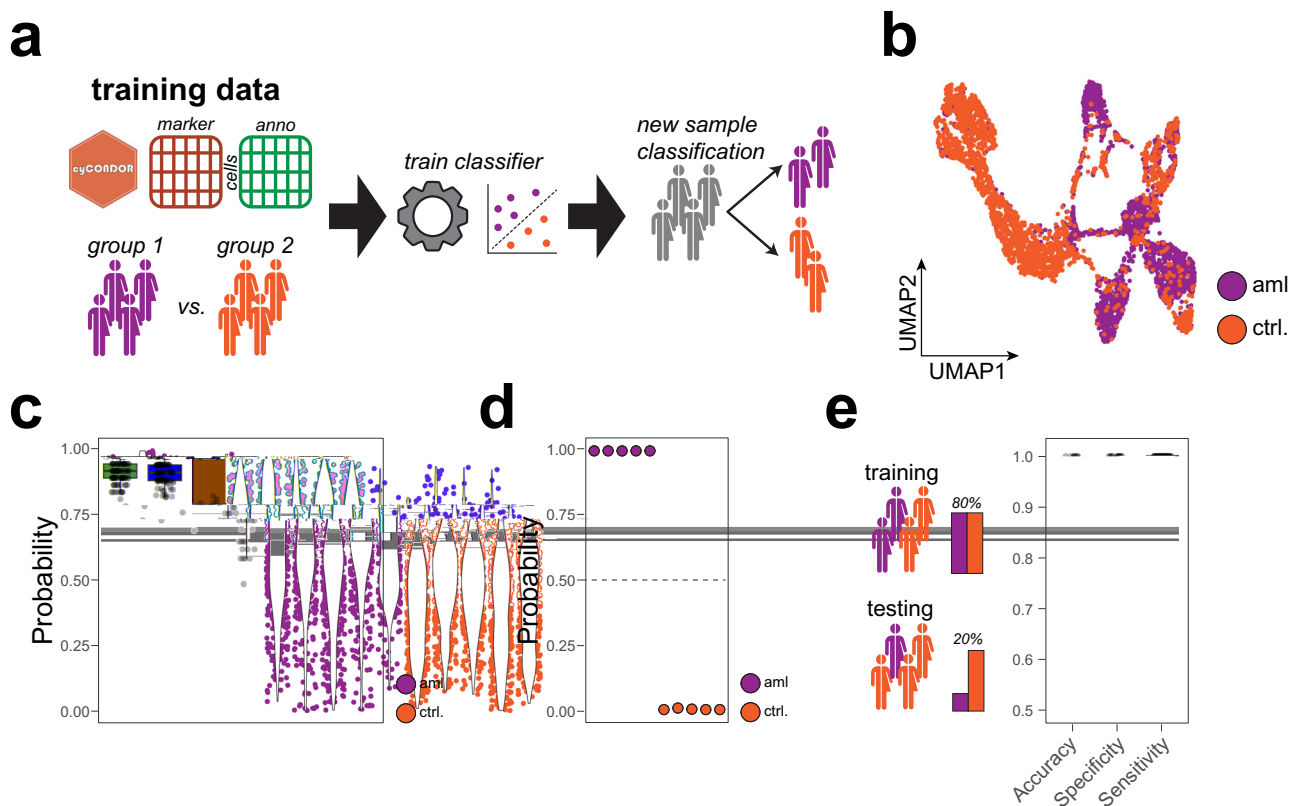 a
training data
marker
anno
cyCONDOR
cells
group 1
group 2
vs.
train classifier
new sample
classification
b
UMAP2
UMAP1
aml
ctrl.
c
Probability
1.00
0.75
0.50
0.25
0.00
aml
ctrl.
d
Probability
1.00
0.75
0.50
0.25
0.00
aml
ctrl.
e
training
80%
testing
20%
1.0
0.9
0.8
0.7
0.6
0.5
Accuracy
Specificity
Sensitivity